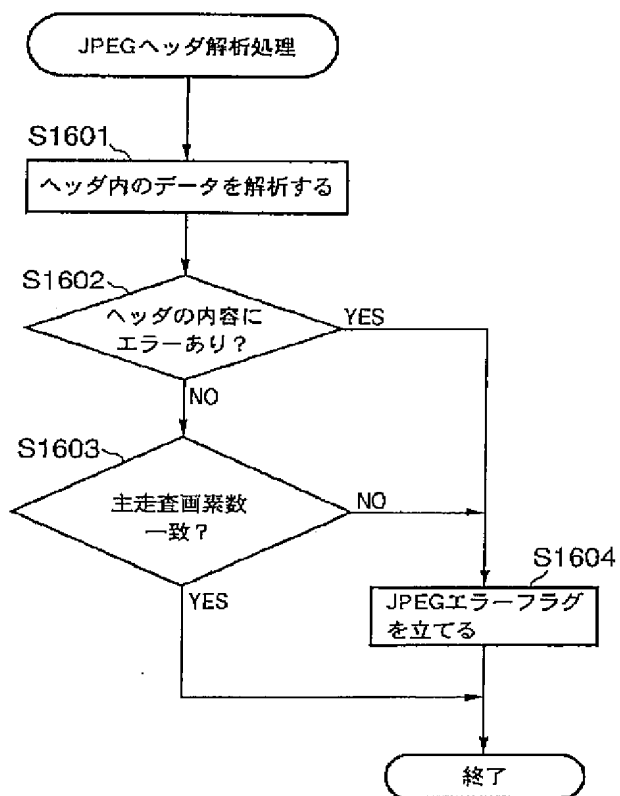 JPEGヘッダ解析処理
S1601
ヘッダ内のデータを解析する
S1602
ヘッダの内容に
エラーあり?
YES
NO
S1603
主走査画素数
一致?
NO
YES
S1604
JPEGエラーフラグ
を立てる
終了